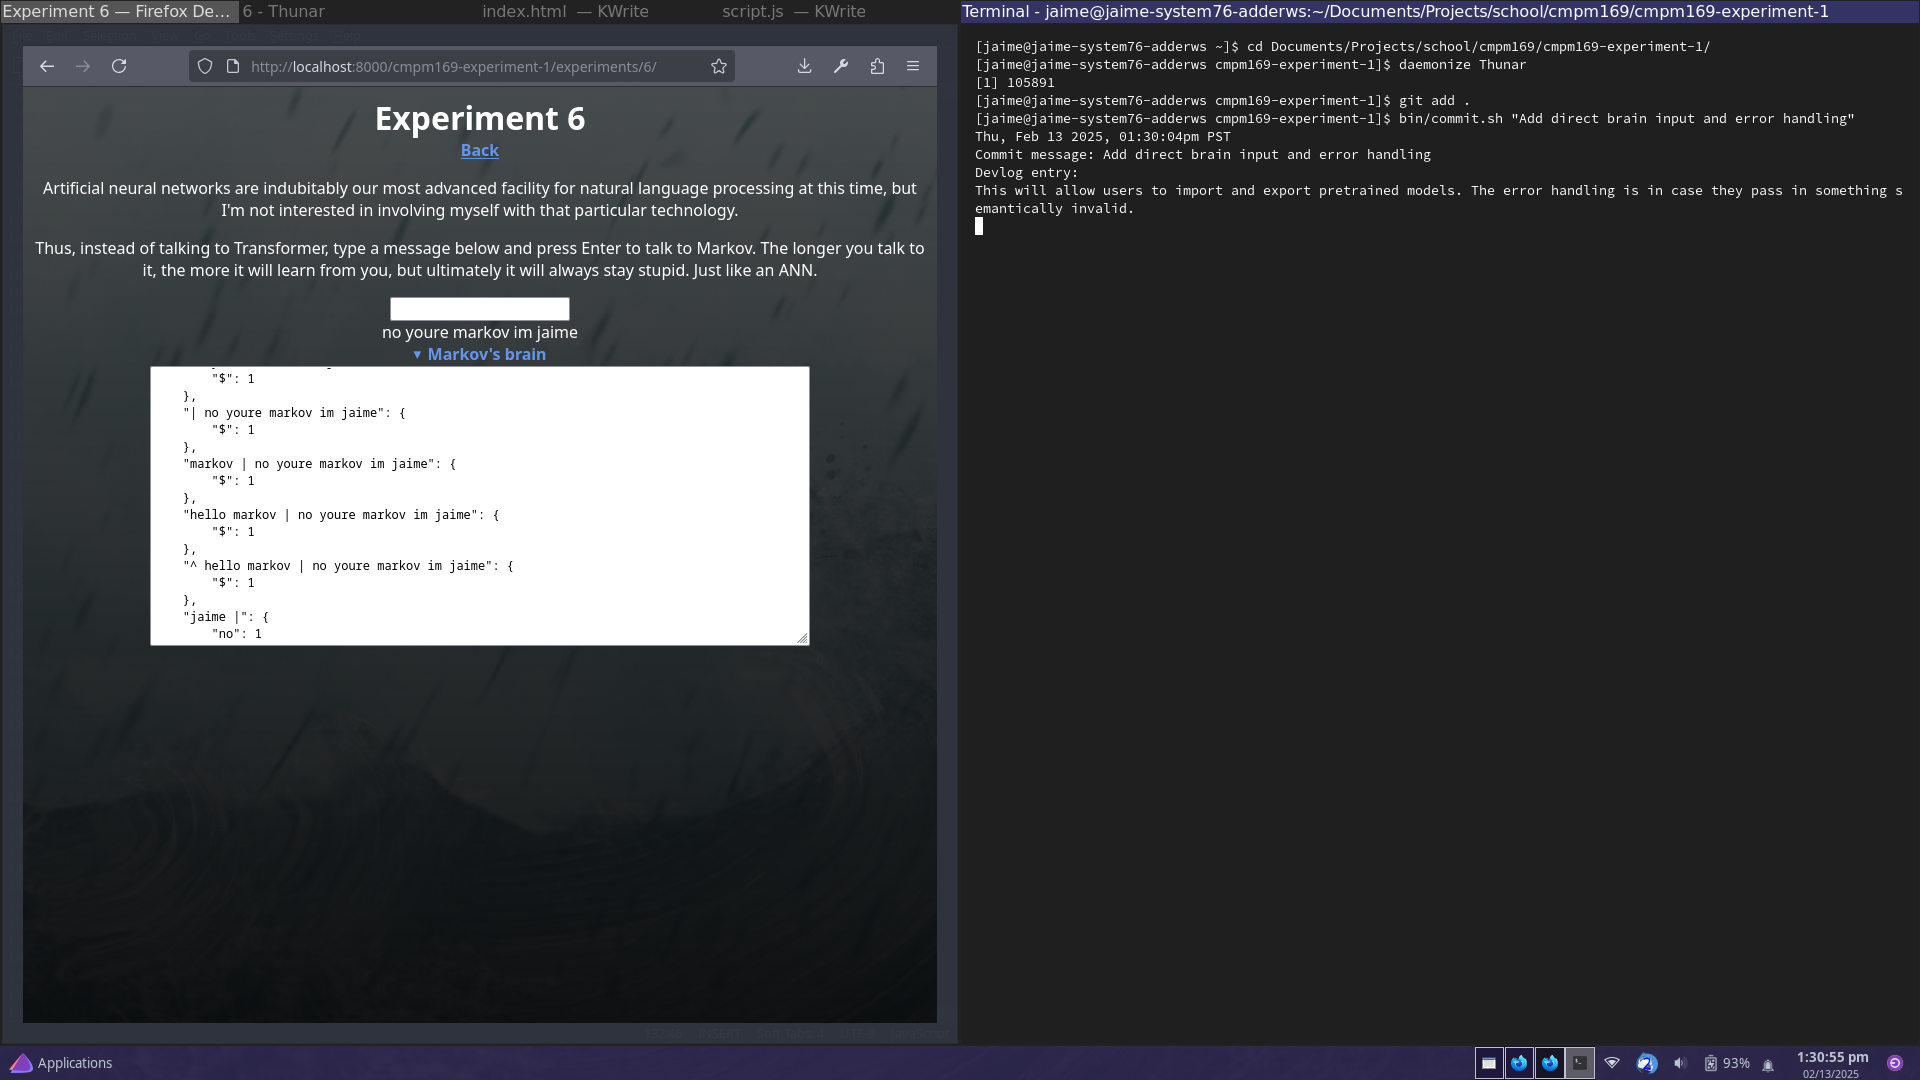 Experiment 6 — Firefox De...
6 - Thunar
index.html — KWrite
script.js — KWrite
Terminal - jaime@jaime-system76-adderws:~/Documents/Projects/school/cmpm169/cmpm169-experiment-1
File Edit Selection View Go Tools Settings Help
http://localhost:8000/cmpm169-experiment-1/experiments/6/
Experiment 6
Back
Artificial neural networks are indubitably our most advanced facility for natural language processing at this time, but
I'm not interested in involving myself with that particular technology.
Thus, instead of talking to Transformer, type a message below and press Enter to talk to Markov. The longer you talk to
it, the more it will learn from you, but ultimately it will always stay stupid. Just like an ANN.
no youre markov im jaime
▾ Markov's brain
"$": 1
},
"| no youre markov im jaime": {
"$": 1
},
"markov | no youre markov im jaime": {
"$": 1
},
"hello markov | no youre markov im jaime": {
"$": 1
},
"^ hello markov | no youre markov im jaime": {
"$": 1
},
"jaime |": {
"no": 1
[jaime@jaime-system76-adderws ~]$ cd Documents/Projects/school/cmpm169/cmpm169-experiment-1/
[jaime@jaime-system76-adderws cmpm169-experiment-1]$ daemonize Thunar
[1] 105891
[jaime@jaime-system76-adderws cmpm169-experiment-1]$ git add .
[jaime@jaime-system76-adderws cmpm169-experiment-1]$ bin/commit.sh "Add direct brain input and error handling"
Thu, Feb 13 2025, 01:30:04pm PST
Commit message: Add direct brain input and error handling
Devlog entry:
This will allow users to import and export pretrained models. The error handling is in case they pass in something s
emantically invalid.
Applications
2
93%
1:30:55 pm
02/13/2025